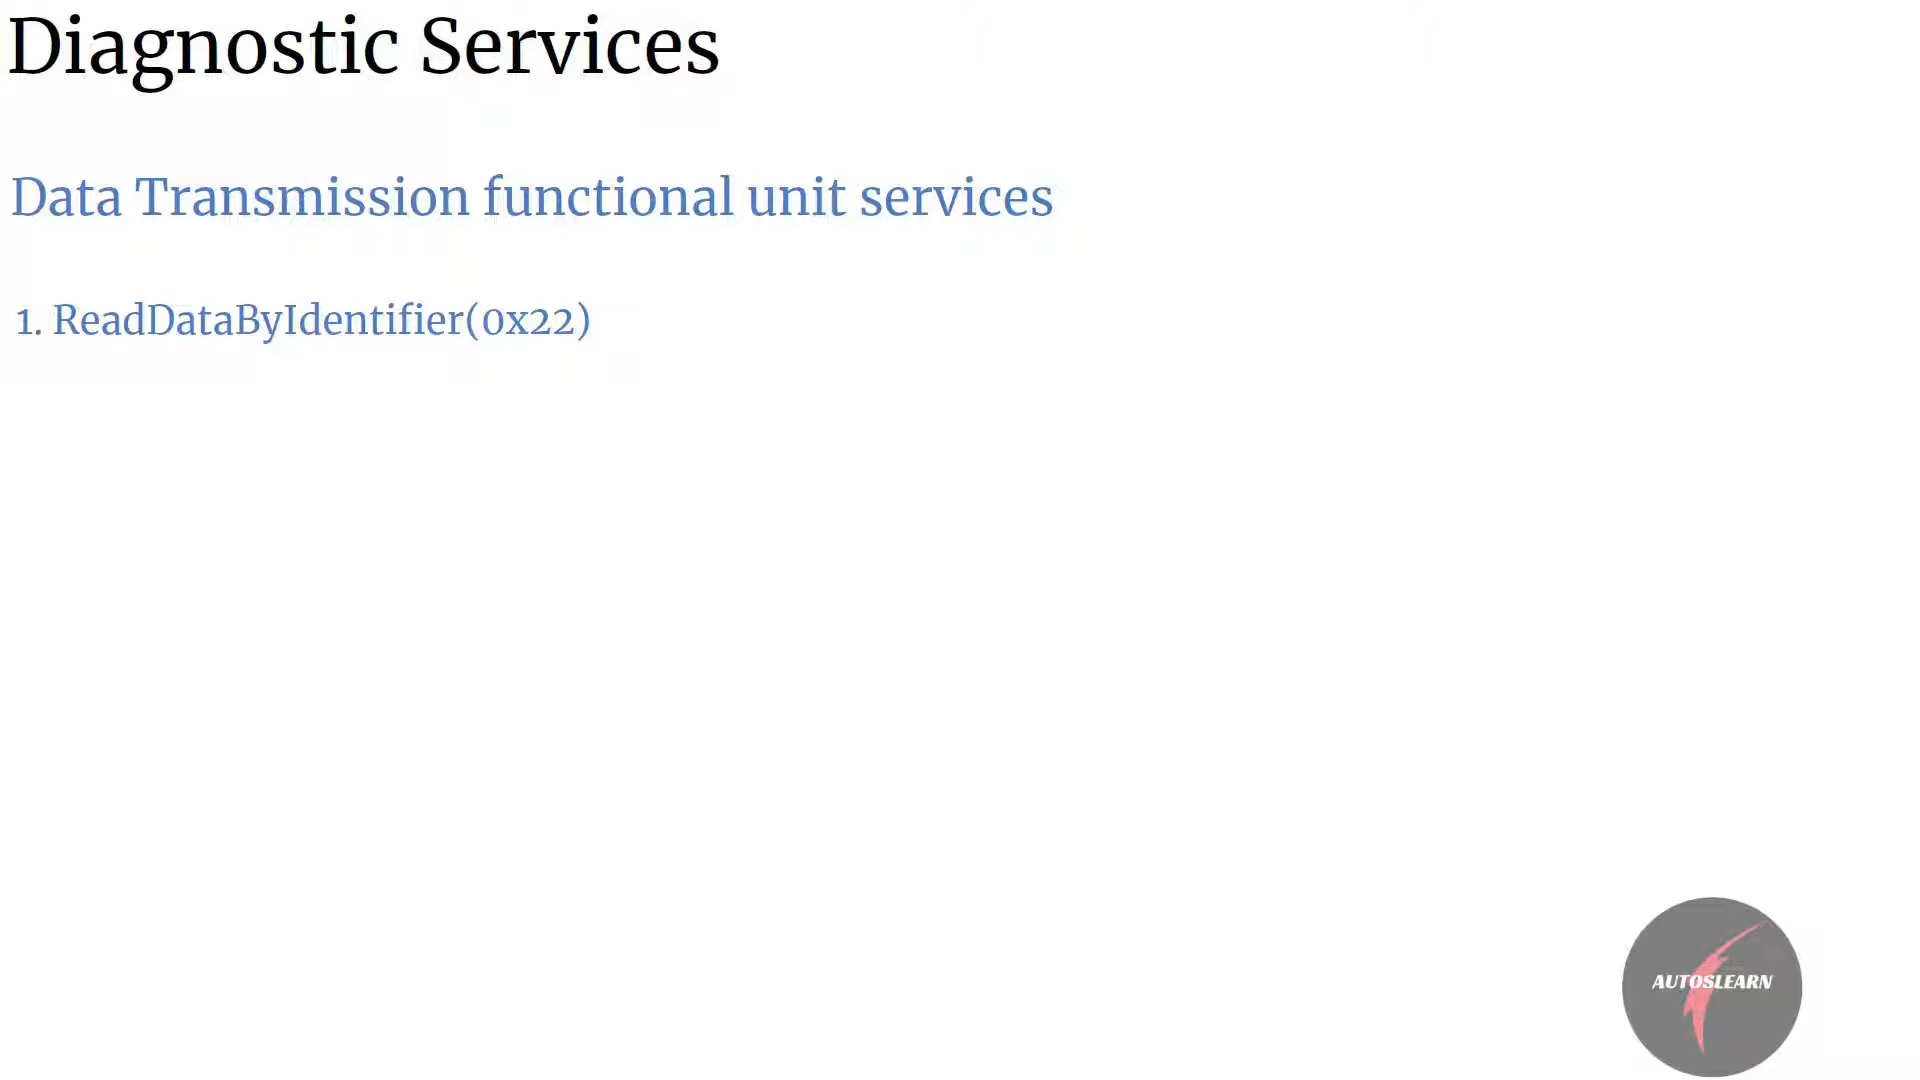 Diagnostic Services
Data Transmission functional unit services
1. ReadDataByIdentifier(0x22)
AUTOSLEARN